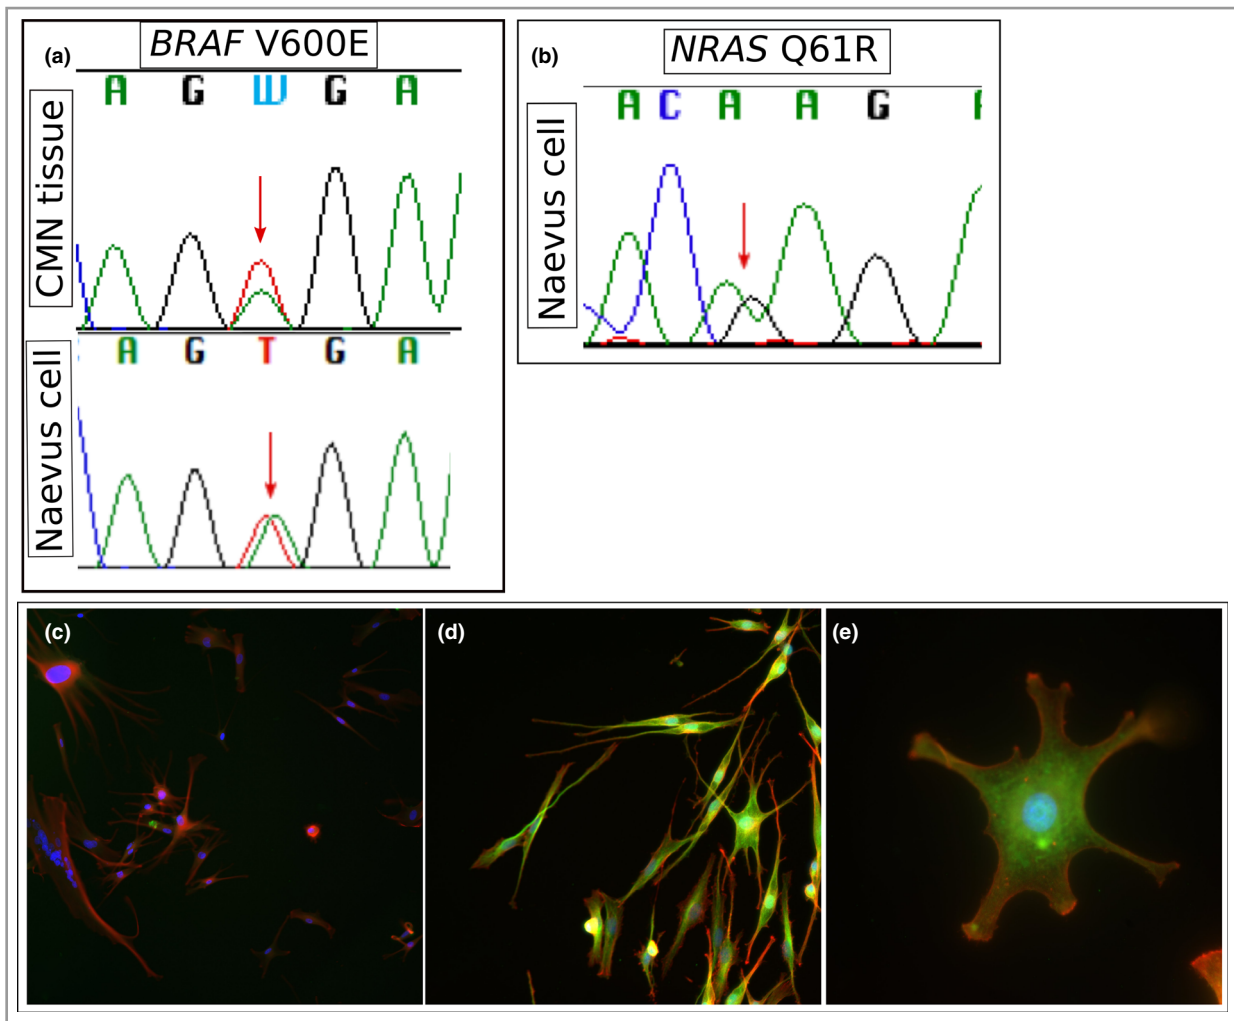 (a)
BRAF V600E
CMN tissue
A G W G A
Naevus cell
A G T G A
(b)
NRAS Q61R
Naevus cell
A C A A G
(c)
(d)
(e)